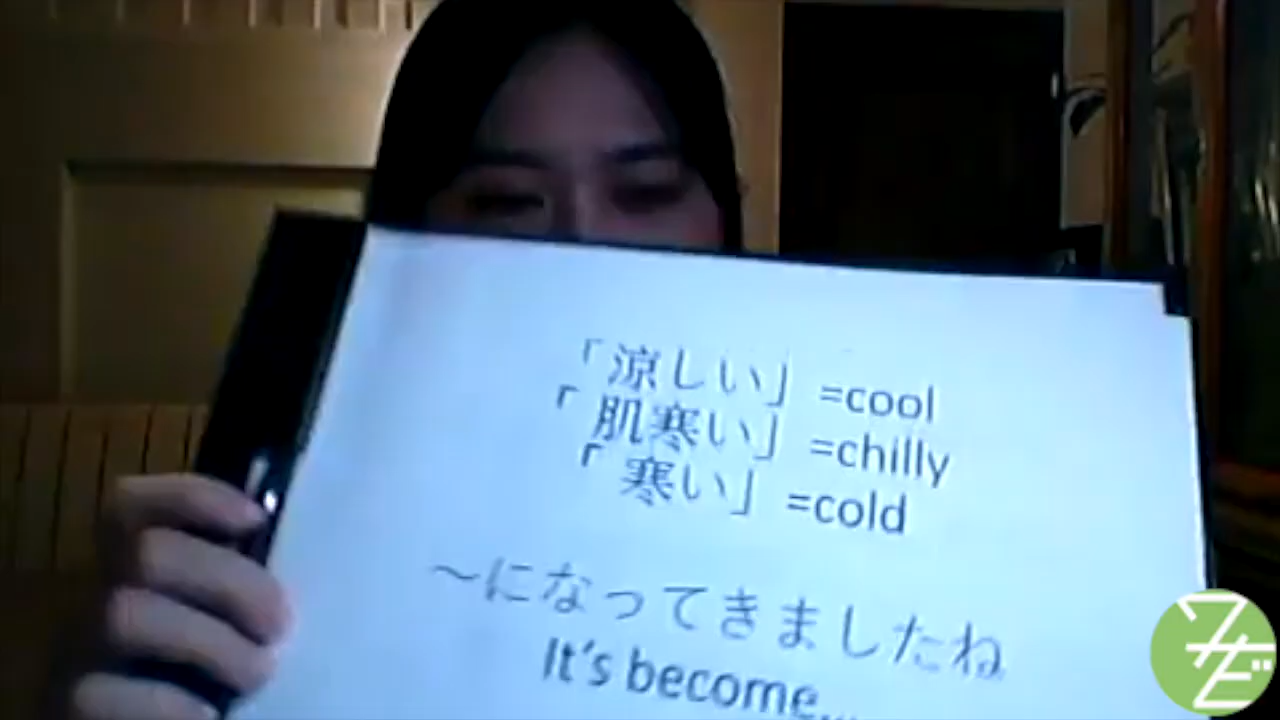 「涼しい」=cool
「肌寒い」=chilly
「寒い」=cold
～になってきましたね
It's become...